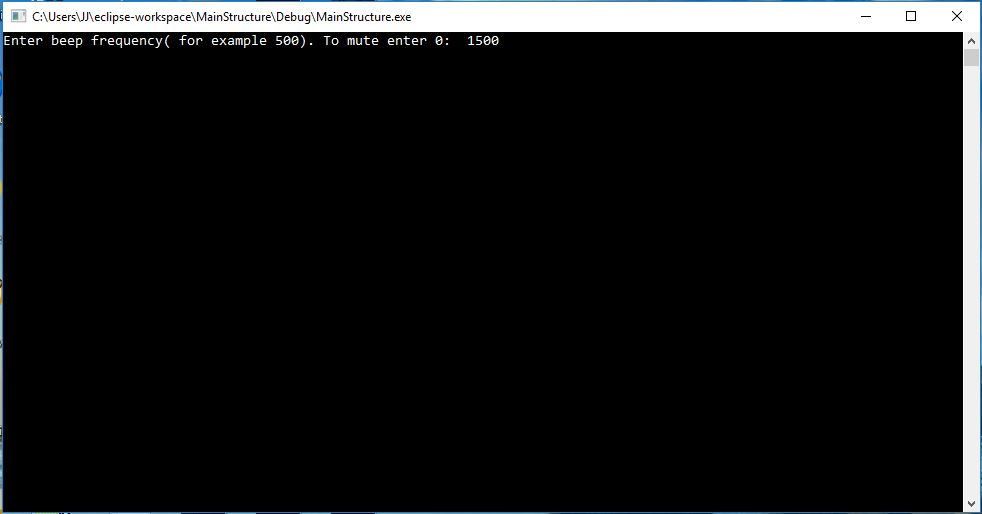 C:\Users\JJ\eclipse-workspace\MainStructure\Debug\MainStructure.exe
Enter beep frequency( for example 500). To mute enter 0:  1500